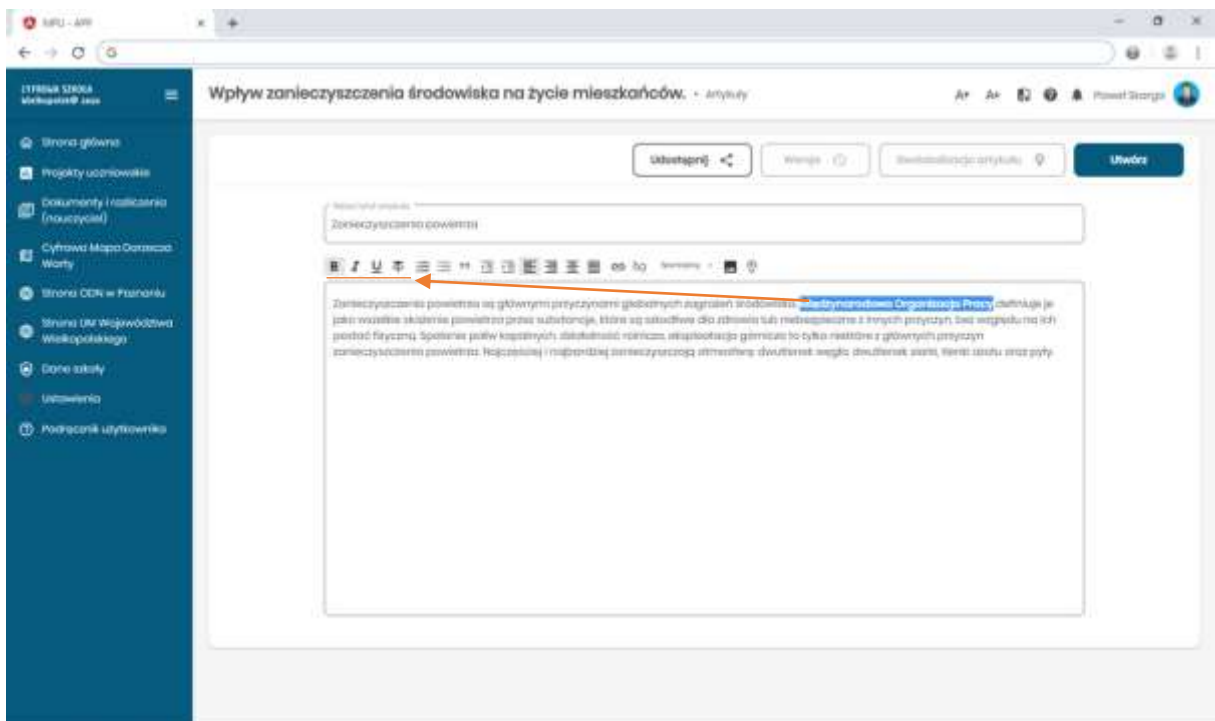 MPU - APP
CYFROWA SZKOŁA
Wielkopolsk@ 2020
Wpływ zanieczyszczenia środowiska na życie mieszkańców. • Artykuły
A+ A+
Paweł Skarga
Strona główna
Projekty uczniowskie
Dokumenty i rozliczenia
(nauczyciel)
Cyfrowa Mapa Dorzecza
Warty
Strona ODN w Poznaniu
Strona UM Województwa
Wielkopolskiego
Dane szkoły
Ustawienia
Podręcznik użytkownika
Udostępnij
Wersje
Geolokalizacja artykułu
Utwórz
Zanieczyszczenia powietrza
B I U
Zanieczyszczenia powietrza są głównymi przyczynami globalnych zagrożeń środowiska. Międzynarodowa Organizacja Pracy definiuje je
jako wszelkie skażenie powietrza przez substancje, które są szkodliwe dla zdrowia lub niebezpieczne z innych przyczyn, bez względu na ich
postać fizyczną. Spalanie paliw kopalnych, działalność rolnicza, eksploatacja górnicza to tylko niektóre z głównych przyczyn
zanieczyszczenia powietrza. Najczęściej i najbardziej zanieczyszczają atmosferę: dwutlenek węgla dwutlenek siarki, tlenki azotu oraz pyły.